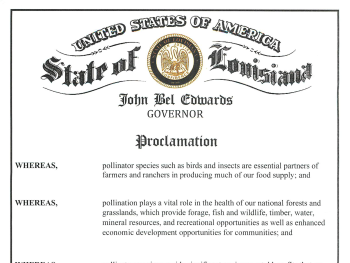 UNITED STATES OF AMERICA
State of Louisiana
John Bel Edwards
GOVERNOR
Proclamation
WHEREAS, pollinator species such as birds and insects are essential partners of
farmers and ranchers in producing much of our food supply; and
WHEREAS, pollination plays a vital role in the health of our national forests and
grasslands, which provide forage, fish and wildlife, timber, water,
mineral resources, and recreational opportunities as well as enhanced
economic development opportunities for communities; and